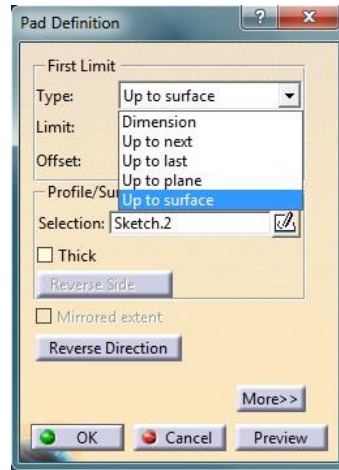 Pad Definition
?
X
First Limit
Type: Up to surface
Limit: Dimension
Up to next
Offset: Up to last
Up to plane
Profile/Su Up to surface
Selection: Sketch.2
Thick
Reverse Side
Mirrored extent
Reverse Direction
More>>
OK Cancel Preview